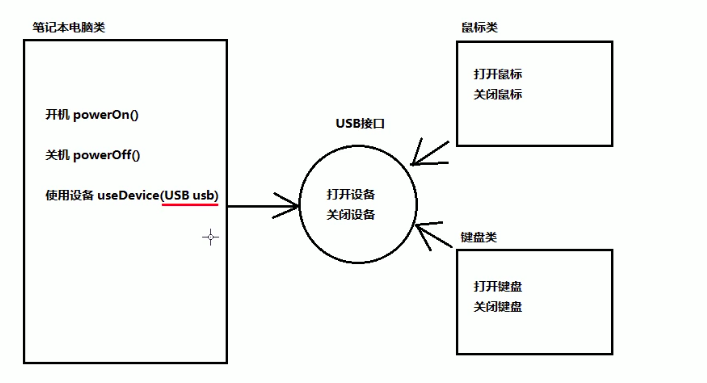 笔记本电脑类
开机 powerOn()
关机 powerOff()
使用设备 useDevice(USB usb)
USB接口
打开设备
关闭设备
鼠标类
打开鼠标
关闭鼠标
键盘类
打开键盘
关闭键盘